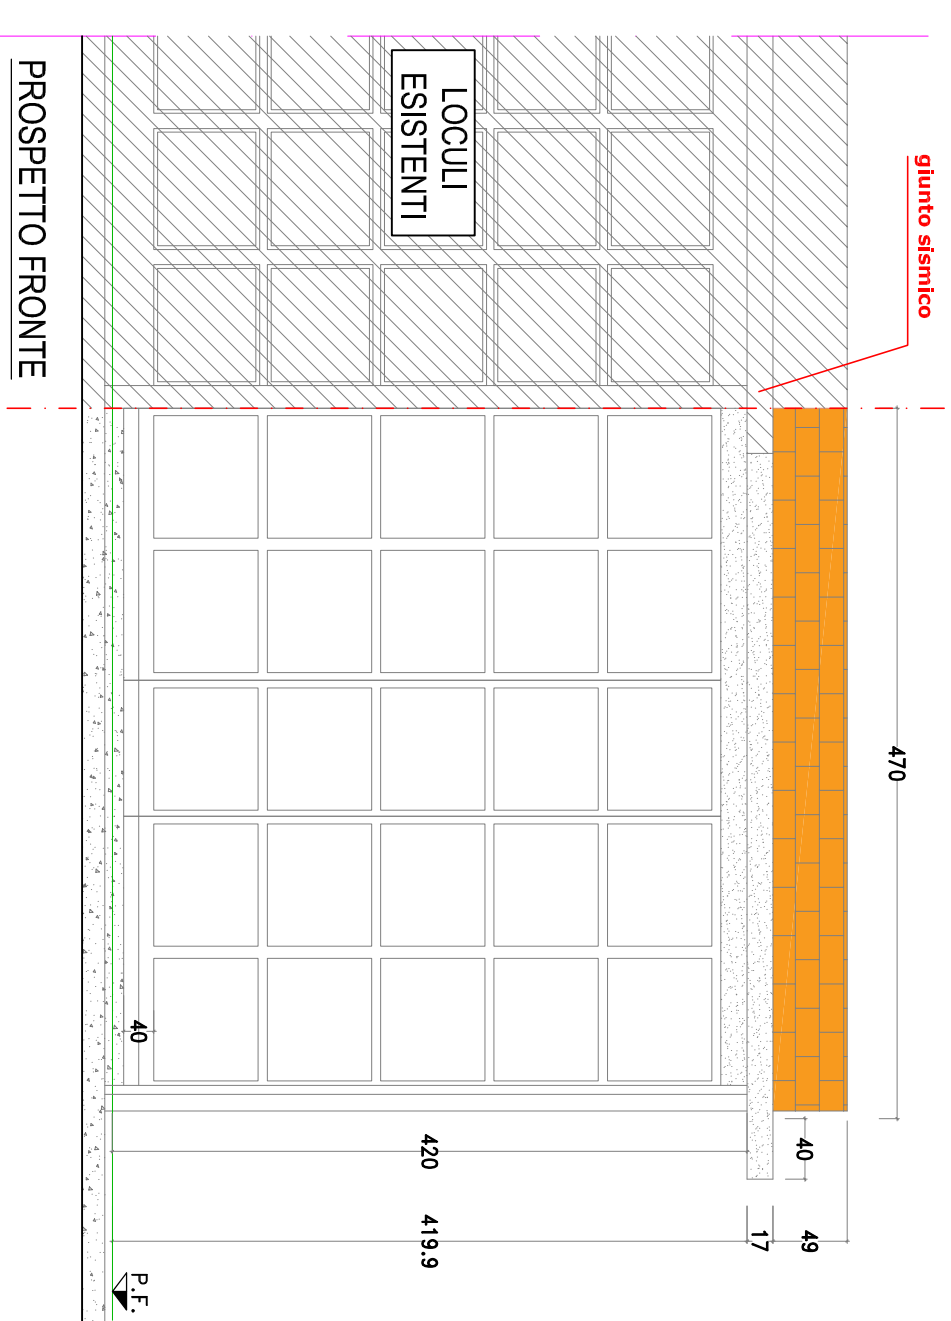 giunto sismico
LOCULI
ESISTENTI
PROSPETTO FRONTE
470
40
40
420
419.9
17
49
P.F.